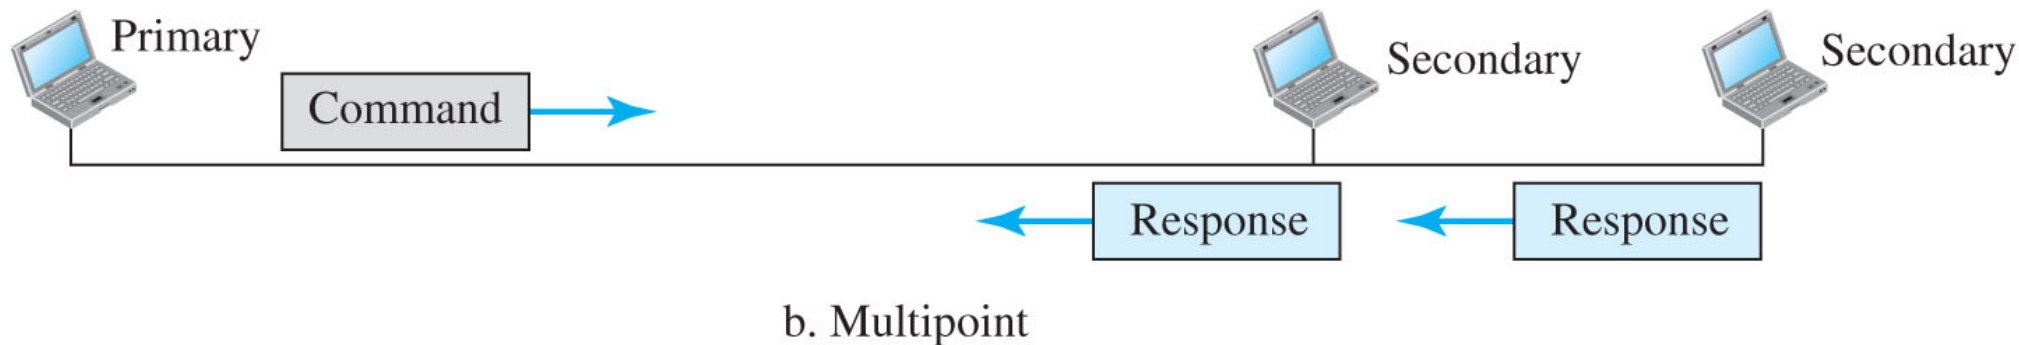 Primary
Secondary
Secondary
Command
Response
Response
b. Multipoint